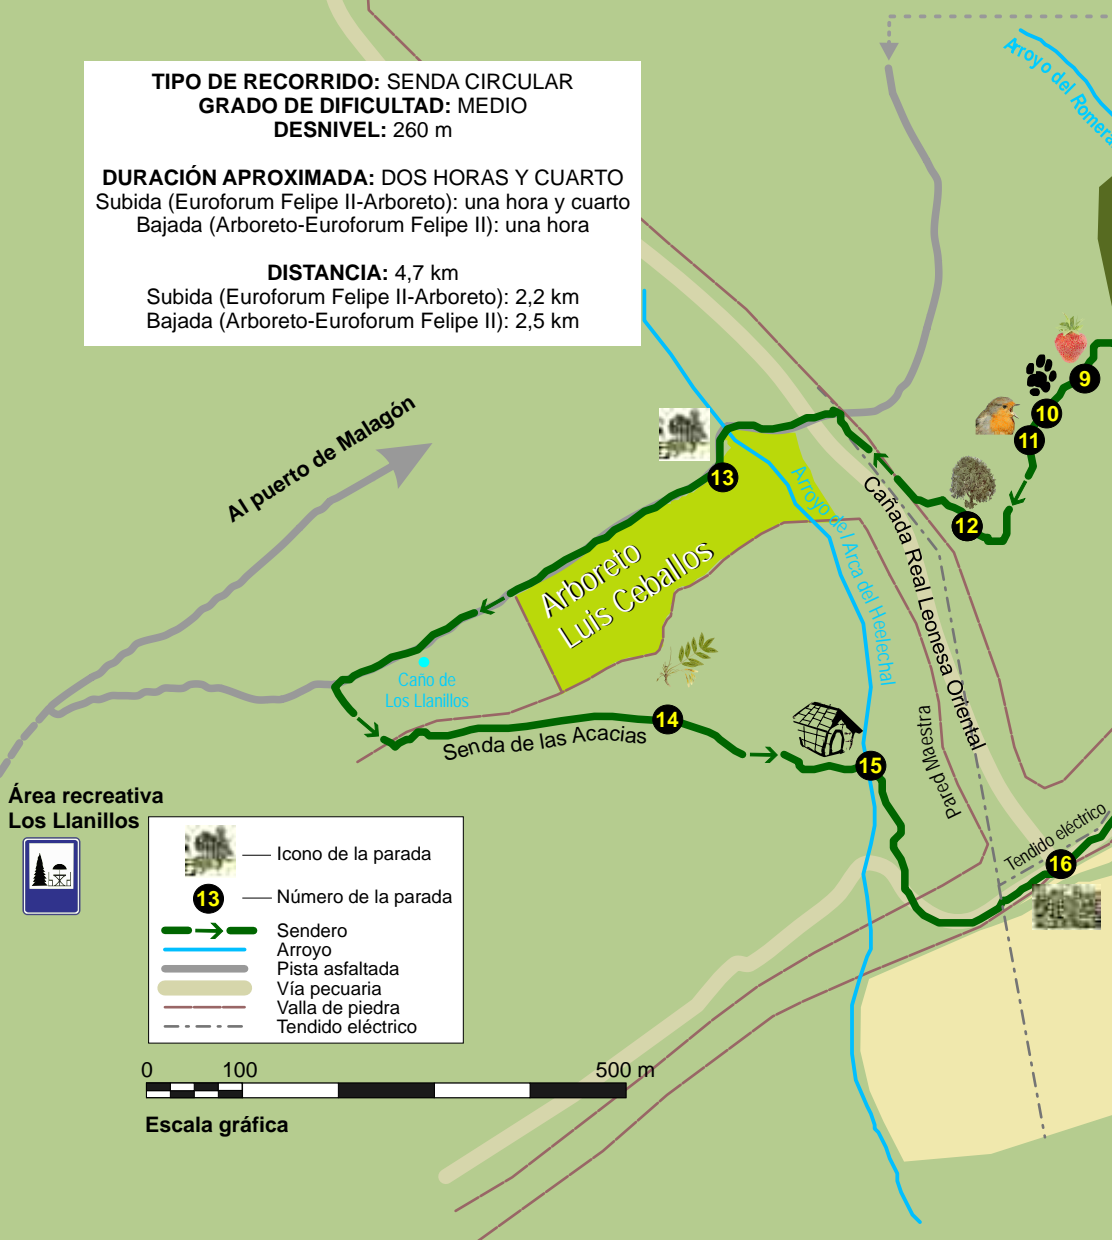 TIPO DE RECORRIDO: SENDA CIRCULAR
GRADO DE DIFICULTAD: MEDIO
DESNIVEL: 260 m
DURACIÓN APROXIMADA: DOS HORAS Y CUARTO
Subida (Euroforum Felipe II-Arboreto): una hora y cuarto
Bajada (Arboreto-Euroforum Felipe II): una hora
DISTANCIA: 4,7 km
Subida (Euroforum Felipe II-Arboreto): 2,2 km
Bajada (Arboreto-Euroforum Felipe II): 2,5 km
Arroyo del Romera
9
10
11
12
13
Al puerto de Malagón
Arboreto
Luis Ceballos
Arroyo del Arca del Heelechal
Cañada Real Leonesa Oriental
Pared Maestra
Caño de
Los Llanillos
Senda de las Acacias
14
15
16
Tendido eléctrico
Área recreativa
Los Llanillos
Icono de la parada
13
Número de la parada
Sendero
Arroyo
Pista asfaltada
Vía pecuaria
Valla de piedra
Tendido eléctrico
0 100 500 m
Escala gráfica